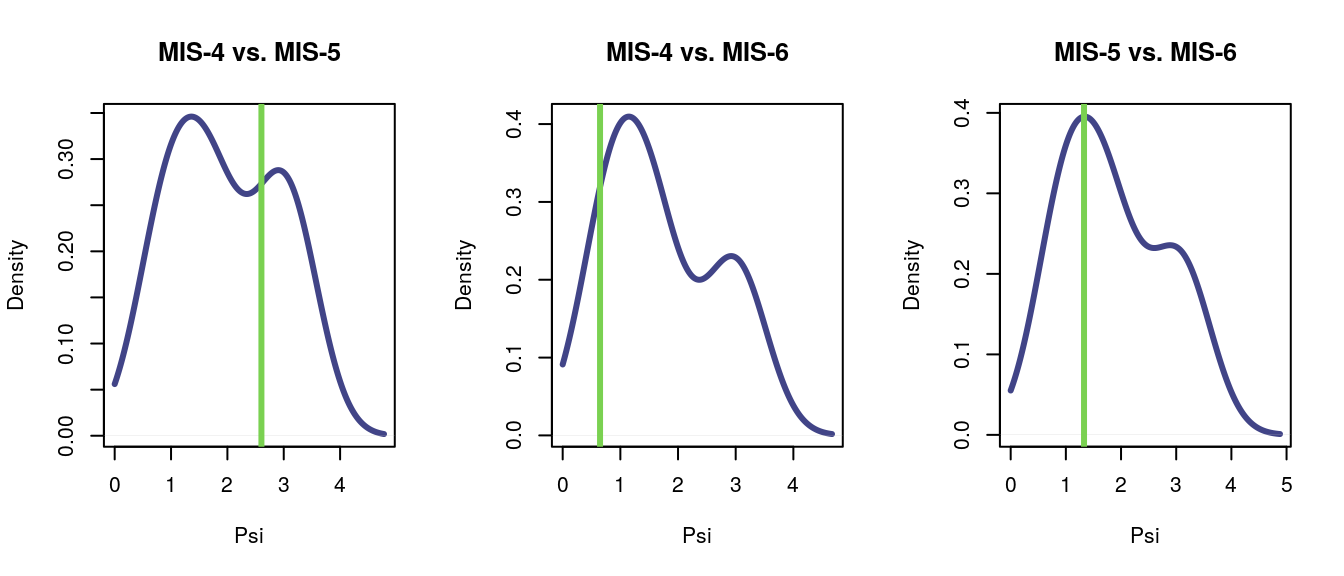 MIS-4 vs. MIS-5
Density
0.00 0.10 0.20 0.30
0 1 2 3 4
Psi
MIS-4 vs. MIS-6
Density
0.0 0.1 0.2 0.3 0.4
0 1 2 3 4
Psi
MIS-5 vs. MIS-6
Density
0.0 0.1 0.2 0.3 0.4
0 1 2 3 4 5
Psi